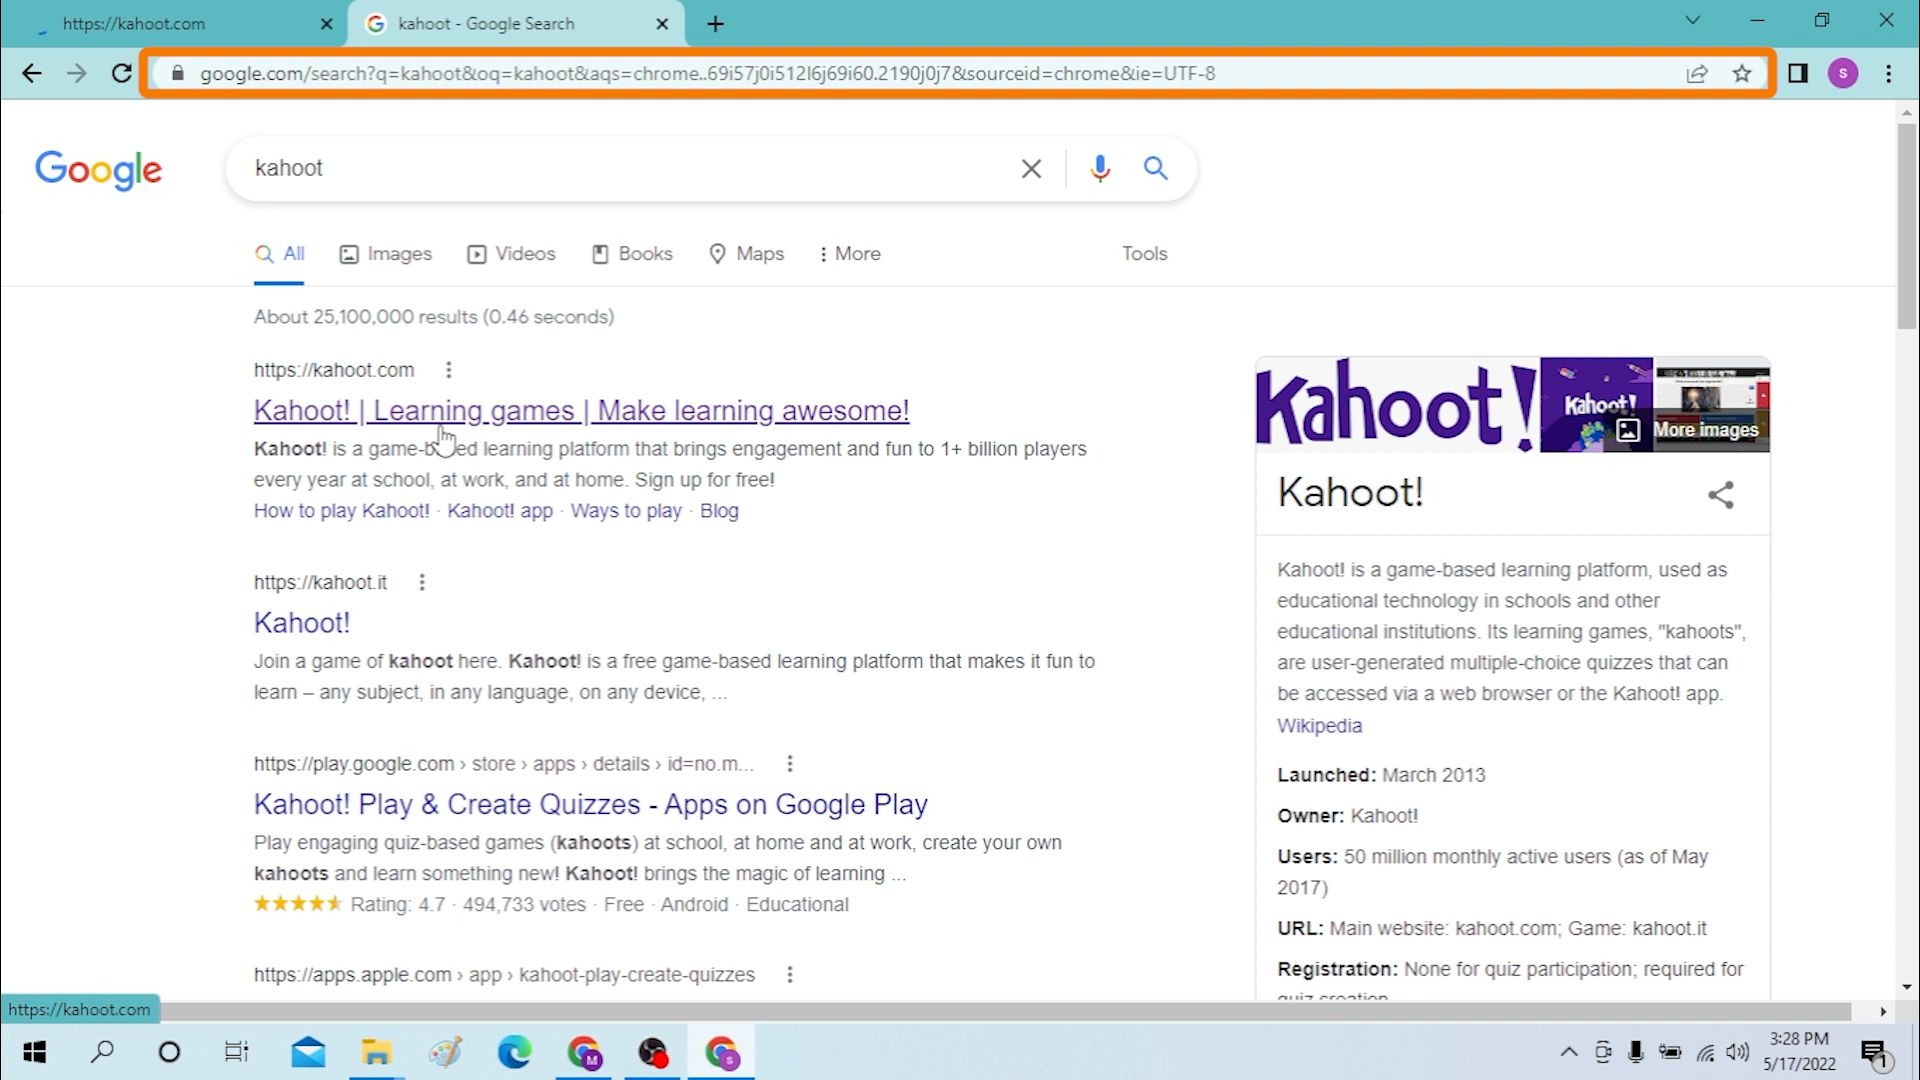 https://kahoot.com
kahoot - Google Search
google.com/search?q=kahoot&oq=kahoot&aqs=chrome..69i57j0i512l6j69i60.2190j0j7&sourceid=chrome&ie=UTF-8
S
Google
kahoot
All Images Videos Books Maps More Tools
About 25,100,000 results (0.46 seconds)
https://kahoot.com
Kahoot! | Learning games | Make learning awesome!
Kahoot! is a game-based learning platform that brings engagement and fun to 1+ billion players
every year at school, at work, and at home. Sign up for free!
How to play Kahoot! · Kahoot! app · Ways to play · Blog
https://kahoot.it
Kahoot!
Join a game of kahoot here. Kahoot! is a free game-based learning platform that makes it fun to
learn – any subject, in any language, on any device, ...
https://play.google.com › store › apps › details › id=no.m...
Kahoot! Play & Create Quizzes - Apps on Google Play
Play engaging quiz-based games (kahoots) at school, at home and at work, create your own
kahoots and learn something new! Kahoot! brings the magic of learning ...
Rating: 4.7 · 494,733 votes · Free · Android · Educational
https://apps.apple.com › app › kahoot-play-create-quizzes
Kahoot!
Kahoot!
More images
Kahoot!
Kahoot! is a game-based learning platform, used as
educational technology in schools and other
educational institutions. Its learning games, "kahoots",
are user-generated multiple-choice quizzes that can
be accessed via a web browser or the Kahoot! app.
Wikipedia
Launched: March 2013
Owner: Kahoot!
Users: 50 million monthly active users (as of May
2017)
URL: Main website: kahoot.com; Game: kahoot.it
Registration: None for quiz participation; required for
quiz creation
https://kahoot.com
M
S
3:28 PM
5/17/2022
1